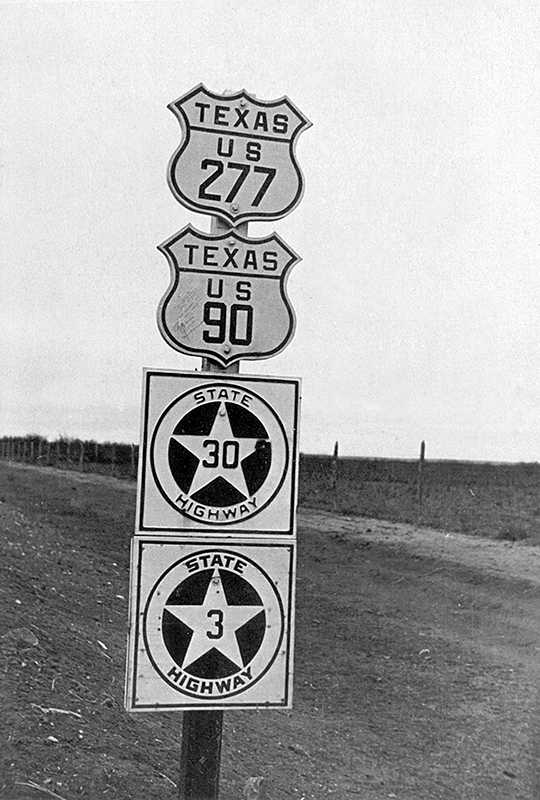 TEXAS
US
277
TEXAS
US
90
STATE
30
HIGHWAY
STATE
3
HIGHWAY